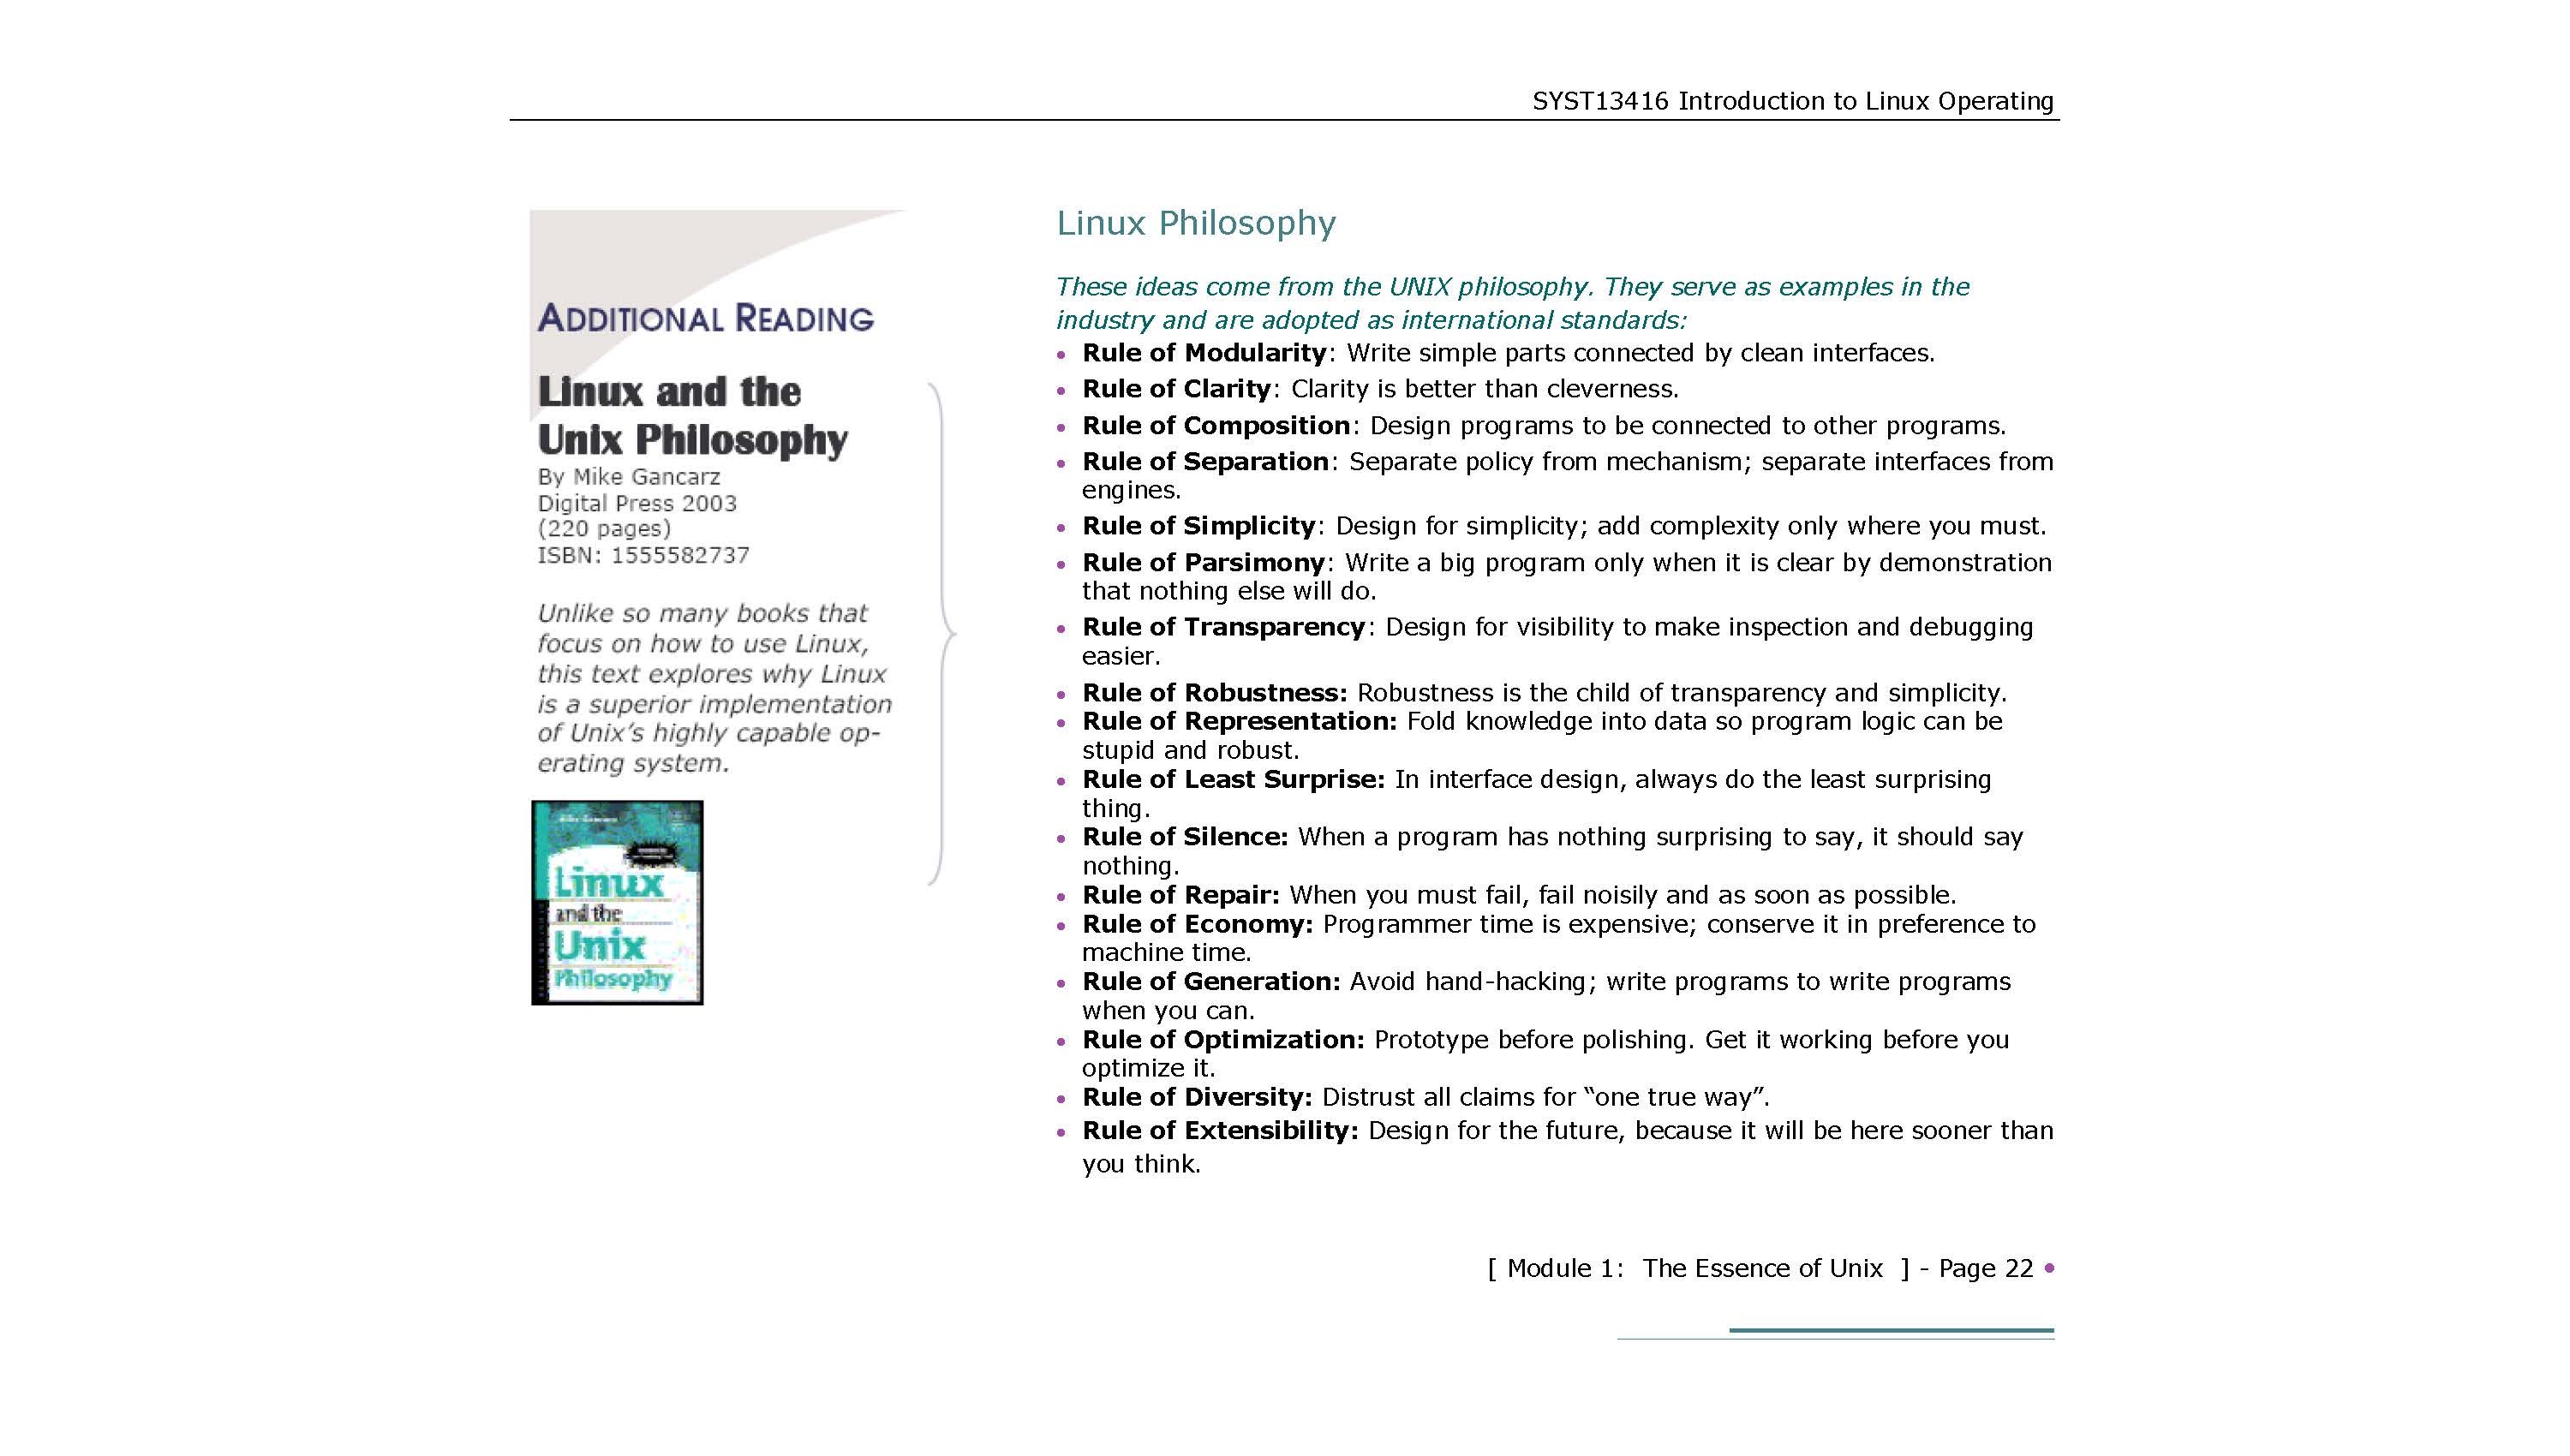 SYST13416 Introduction to Linux Operating
ADDITIONAL READING
Linux and the
Unix Philosophy
By Mike Gancarz
Digital Press 2003
(220 pages)
ISBN: 1555582737
Unlike so many books that
focus on how to use Linux,
this text explores why Linux
is a superior implementation
of Unix's highly capable op-
erating system.
Linux
and the
Unix
Philosophy
Linux Philosophy
These ideas come from the UNIX philosophy. They serve as examples in the
industry and are adopted as international standards:
• Rule of Modularity: Write simple parts connected by clean interfaces.
• Rule of Clarity: Clarity is better than cleverness.
• Rule of Composition: Design programs to be connected to other programs.
• Rule of Separation: Separate policy from mechanism; separate interfaces from
engines.
• Rule of Simplicity: Design for simplicity; add complexity only where you must.
• Rule of Parsimony: Write a big program only when it is clear by demonstration
that nothing else will do.
• Rule of Transparency: Design for visibility to make inspection and debugging
easier.
• Rule of Robustness: Robustness is the child of transparency and simplicity.
• Rule of Representation: Fold knowledge into data so program logic can be
stupid and robust.
• Rule of Least Surprise: In interface design, always do the least surprising
thing.
• Rule of Silence: When a program has nothing surprising to say, it should say
nothing.
• Rule of Repair: When you must fail, fail noisily and as soon as possible.
• Rule of Economy: Programmer time is expensive; conserve it in preference to
machine time.
• Rule of Generation: Avoid hand-hacking; write programs to write programs
when you can.
• Rule of Optimization: Prototype before polishing. Get it working before you
optimize it.
• Rule of Diversity: Distrust all claims for “one true way”.
• Rule of Extensibility: Design for the future, because it will be here sooner than
you think.
[ Module 1: The Essence of Unix ] - Page 22 •